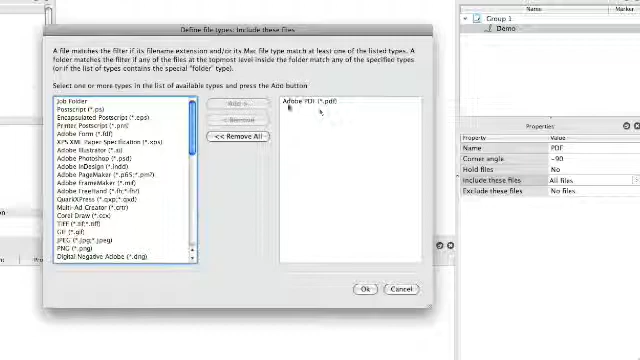 Define file types: Include these files
A file matches the filter if its filename extension and/or its Mac file type match at least one of the listed types. A
folder matches the filter if any of the files at the topmost level inside the folder match any of the specified types
(or if the list of types contains the special "folder" type).
Select one or more types in the list of available types and press the Add button
Job Folder
Postscript (*.ps)
Encapsulated Postscript (*.eps)
Printer Postscript (*.prn)
Adobe Form (*.fdf)
XPS XML Paper Specification (*.xps)
Adobe Illustrator (*.ai)
Adobe Photoshop (*.psd)
Adobe InDesign (*.indd)
Adobe PageMaker (*.p65;*.pm?)
Adobe FrameMaker (*.mif)
Adobe FreeHand (*.fh;*.fh?)
QuarkXPress (*.qxp;*.qxd)
Multi-Ad Creator (*.crtr)
Corel Draw (*.ccx)
TIFF (*.tif;*.tiff)
GIF (*.gif)
JPEG (*.jpg;*.jpeg)
PNG (*.png)
Digital Negative Adobe (*.dng)
Add >>
< Remove
<< Remove All
Adobe PDF (*.pdf)
Ok
Cancel
Name
Marker
Group 1
Demo
Properties
Property
Value
Name
PDF
Corner angle
-90
Hold files
No
Include these files
All files
Exclude these files
No files